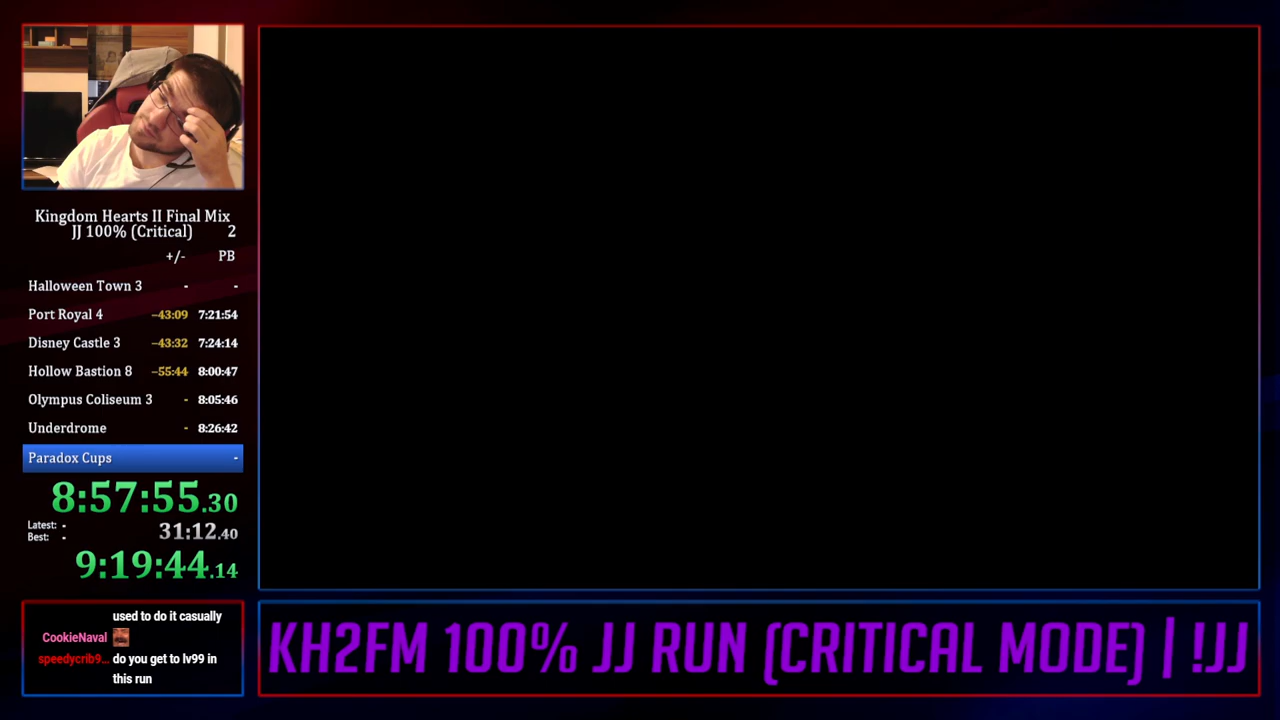 Kingdom Hearts II Final Mix
JJ 100% (Critical) 2
+/- PB
Halloween Town 3 - -
Port Royal 4 −43:09 7:21:54
Disney Castle 3 −43:32 7:24:14
Hollow Bastion 8 −55:44 8:00:47
Olympus Coliseum 3 - 8:05:46
Underdrome - 8:26:42
Paradox Cups -
8:57:55.30
Latest: - 31:12.40
Best: -
9:19:44.14
used to do it casually
CookieNaval
speedycrib9... do you get to lv99 in
this run
KH2FM 100% JJ RUN (CRITICAL MODE) | !JJ